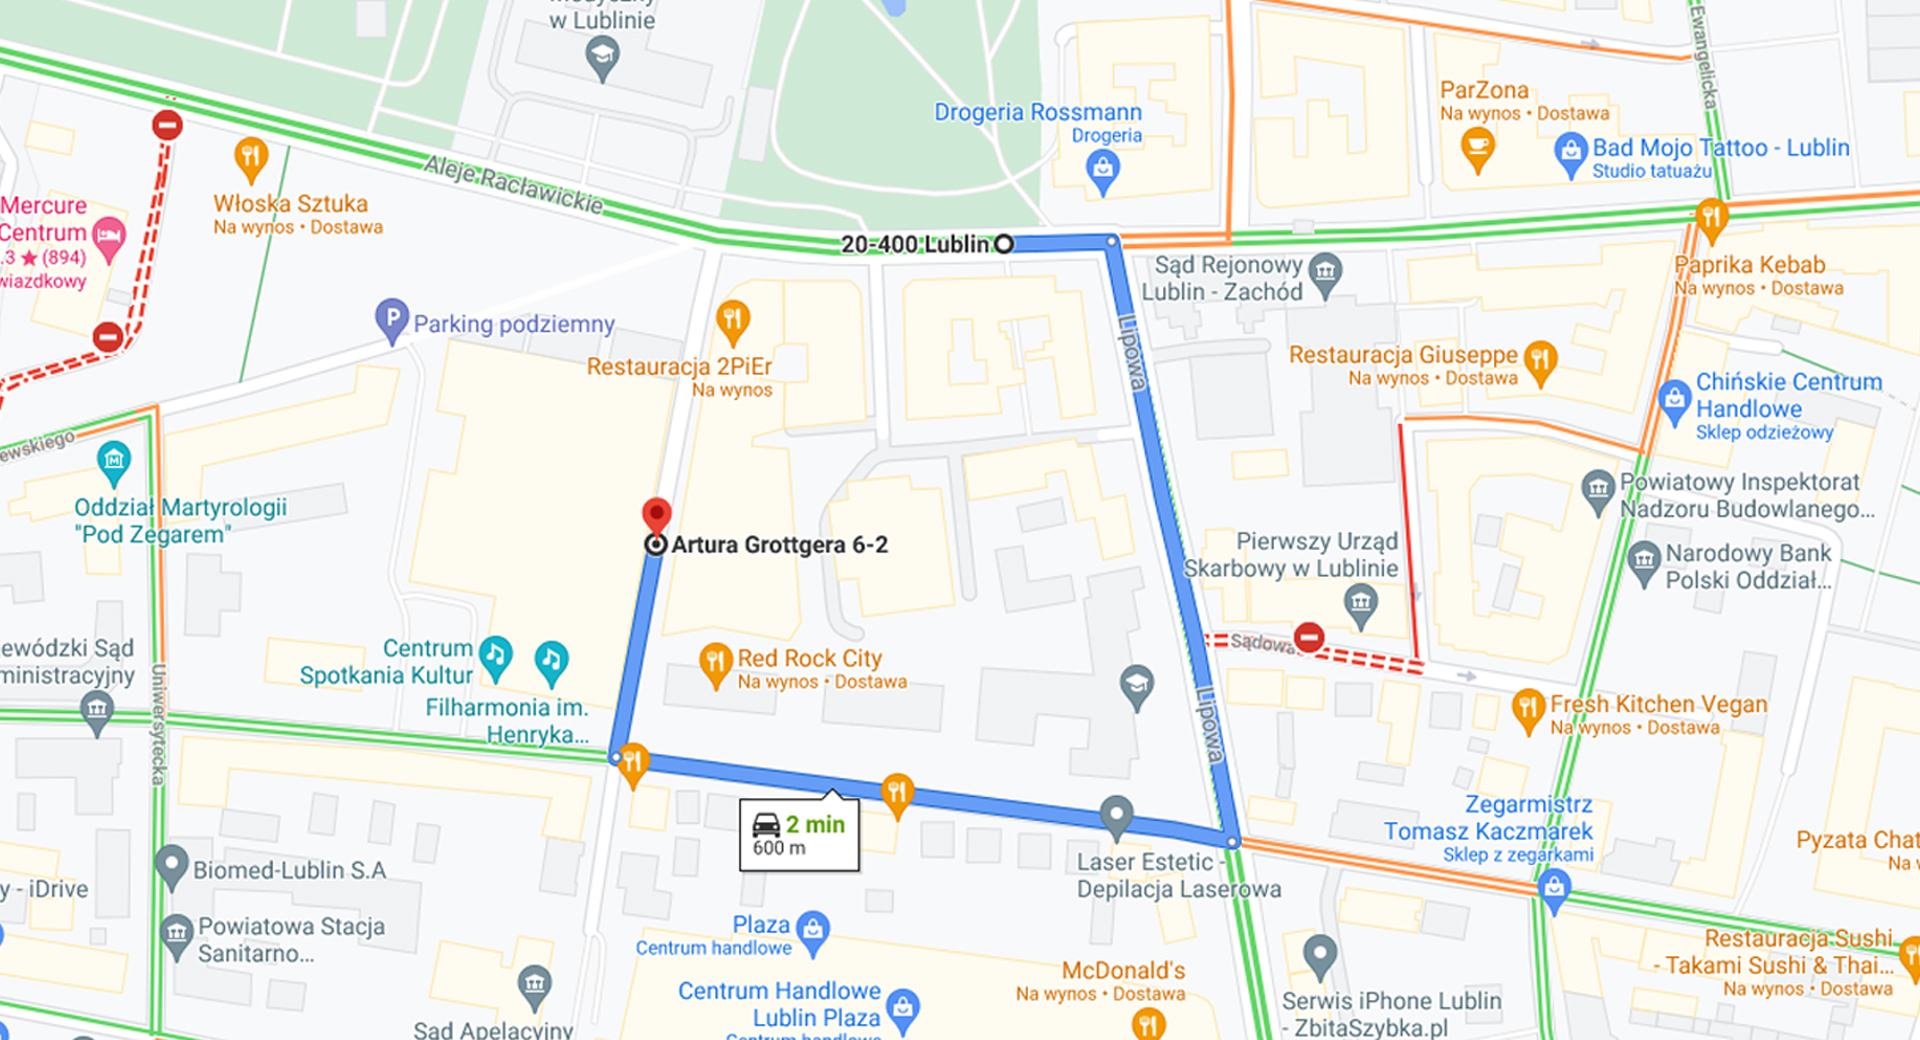 w Lublinie
Ewangelicka
ParZona
Na wynos • Dostawa
Drogeria Rossmann
Drogeria
Bad Mojo Tattoo - Lublin
Studio tatuażu
Aleje Racławickie
Włoska Sztuka
Na wynos • Dostawa
Mercure
Centrum
.3 ★ (894)
wiazdkowy
20-400 Lublin
Sąd Rejonowy
Lublin - Zachód
Paprika Kebab
Na wynos • Dostawa
P
Parking podziemny
Lipowa
Restauracja 2PiEr
Na wynos
Restauracja Giuseppe
Na wynos • Dostawa
Chińskie Centrum
Handlowe
Sklep odzieżowy
ewskiego
M
Oddział Martyrologii
"Pod Zegarem"
Powiatowy Inspektorat
Nadzoru Budowlanego...
Artura Grottgera 6-2
Pierwszy Urząd
Skarbowy w Lublinie
Narodowy Bank
Polski Oddział...
Sądowa
ewódzki Sąd
ministracyjny
Uniwersytecka
Centrum
Spotkania Kultur
Filharmonia im.
Henryka...
Red Rock City
Na wynos • Dostawa
Lipowa
Fresh Kitchen Vegan
Na wynos • Dostawa
2 min
600 m
Zegarmistrz
Tomasz Kaczmarek
Sklep z zegarkami
Pyzata Chat
Na w
Laser Estetic -
Depilacja Laserowa
Biomed-Lublin S.A
y - iDrive
Powiatowa Stacja
Sanitarno...
Plaza
Centrum handlowe
Restauracja Sushi
- Takami Sushi & Thai...
Na wynos • Dostawa
McDonald's
Na wynos • Dostawa
Centrum Handlowe
Lublin Plaza
Centrum handlowe
Serwis iPhone Lublin
- ZbitaSzybka.pl
Sąd Apelacyjny